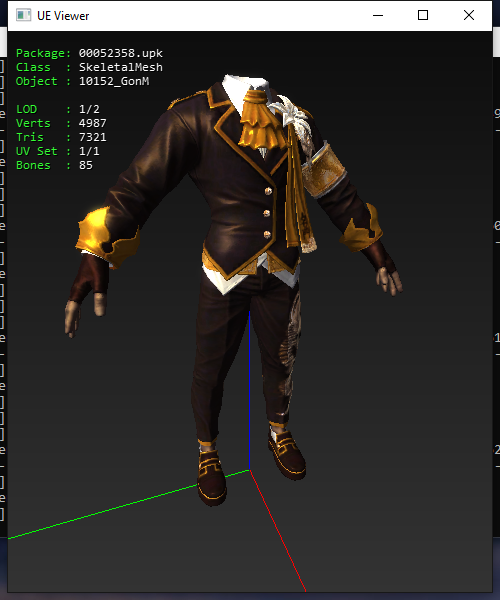 UE Viewer
Package: 00052358.upk
Class  : SkeletalMesh
Object : 10152_GonM
LOD    : 1/2
Verts  : 4987
Tris   : 7321
UV Set : 1/1
Bones  : 85